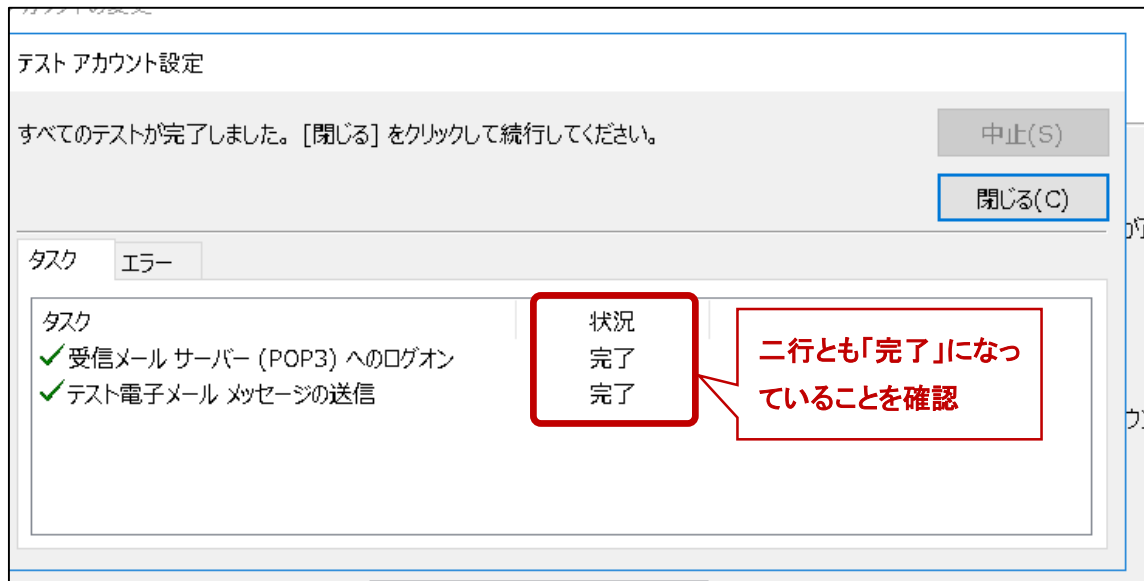 テスト アカウント設定
すべてのテストが完了しました。[閉じる] をクリックして続行してください。
中止(S)
閉じる(C)
タスク
エラー
タスク 状況
受信メール サーバー (POP3) へのログオン 完了
テスト電子メール メッセージの送信 完了
二行とも「完了」になっ
ていることを確認